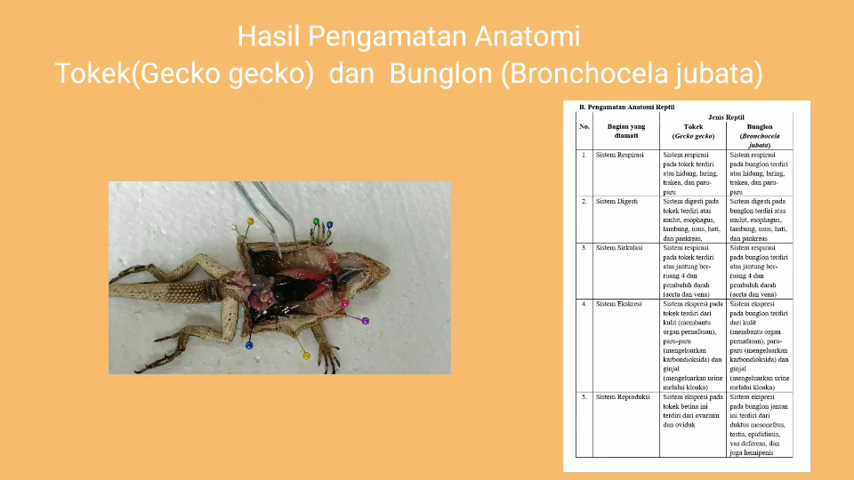 Hasil Pengamatan Anatomi
Tokek(Gecko gecko)  dan  Bunglon (Bronchocela jubata)
B. Pengamatan Anatomi Reptil
No.
Bagian yang
diamati
Jenis Reptil
Tokek
(Gecko gecko)
Bunglon
(Bronchocela
jubata)
1.
Sistem Respirasi
Sistem respirasi
pada tokek terdiri
atas hidung, laring,
trakea, dan paru-
paru
Sistem respirasi
pada bunglon terdiri
atas hidung, laring,
trakea, dan paru-
paru
2.
Sistem Digesti
Sistem digesti pada
tokek terdiri atas
mulut, esophagus,
lambung, usus, hati,
dan pankreas.
Sistem digesti pada
bunglon terdiri atas
mulut, esophagus,
lambung, usus, hati,
dan pankreas
3.
Sistem Sirkulasi
Sistem respirasi
pada tokek terdiri
atas jantung ber-
ruang 4 dan
pembuluh darah
(aorta dan vena)
Sistem respirasi
pada bunglon terdiri
atas jantung ber-
ruang 4 dan
pembuluh darah
(aorta dan vena)
4.
Sistem Ekskresi
Sistem ekspresi pada
tokek terdiri dari
kulit (membantu
organ pernafasan),
paru-paru
(mengeluarkan
karbondioksida) dan
ginjal
(mengeluarkan urine
melalui kloaka)
Sistem ekspresi
pada bunglon terdiri
dari kulit
(membantu organ
pernafasan), paru-
paru (mengeluarkan
karbondioksida) dan
ginjal
(mengeluarkan urine
melalui kloaka)
5.
Sistem Reproduksi
Sistem ekspresi pada
tokek betina ini
terdiri dari ovarium
dan oviduk
Sistem ekspresi
pada bunglon jantan
ini terdiri dari
duktus mesonefrus,
testis, epididimis,
vas deferens, dan
juga hemipenis